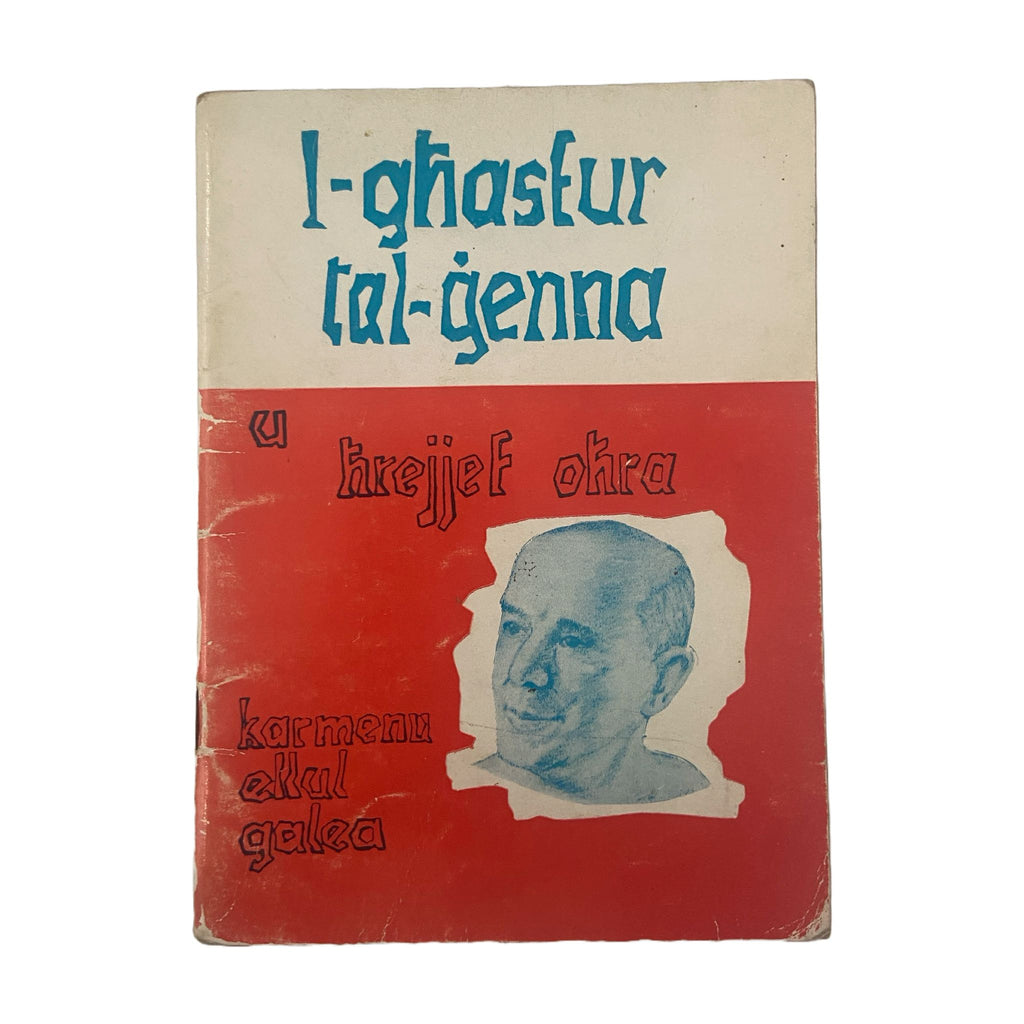 l-għasfur
tal-ġenna
u
ħrejjef oħra
karmenu
ellul
galea